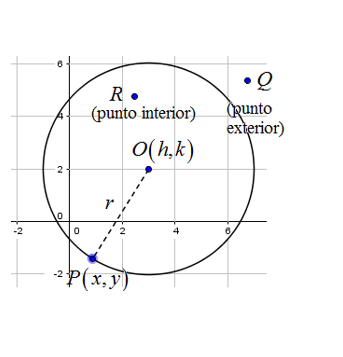 6
R
Q
4
(punto interior)
(punto
exterior)
O(h,k)
2
r
0
-2
0
2
4
6
-2
P(x,y)